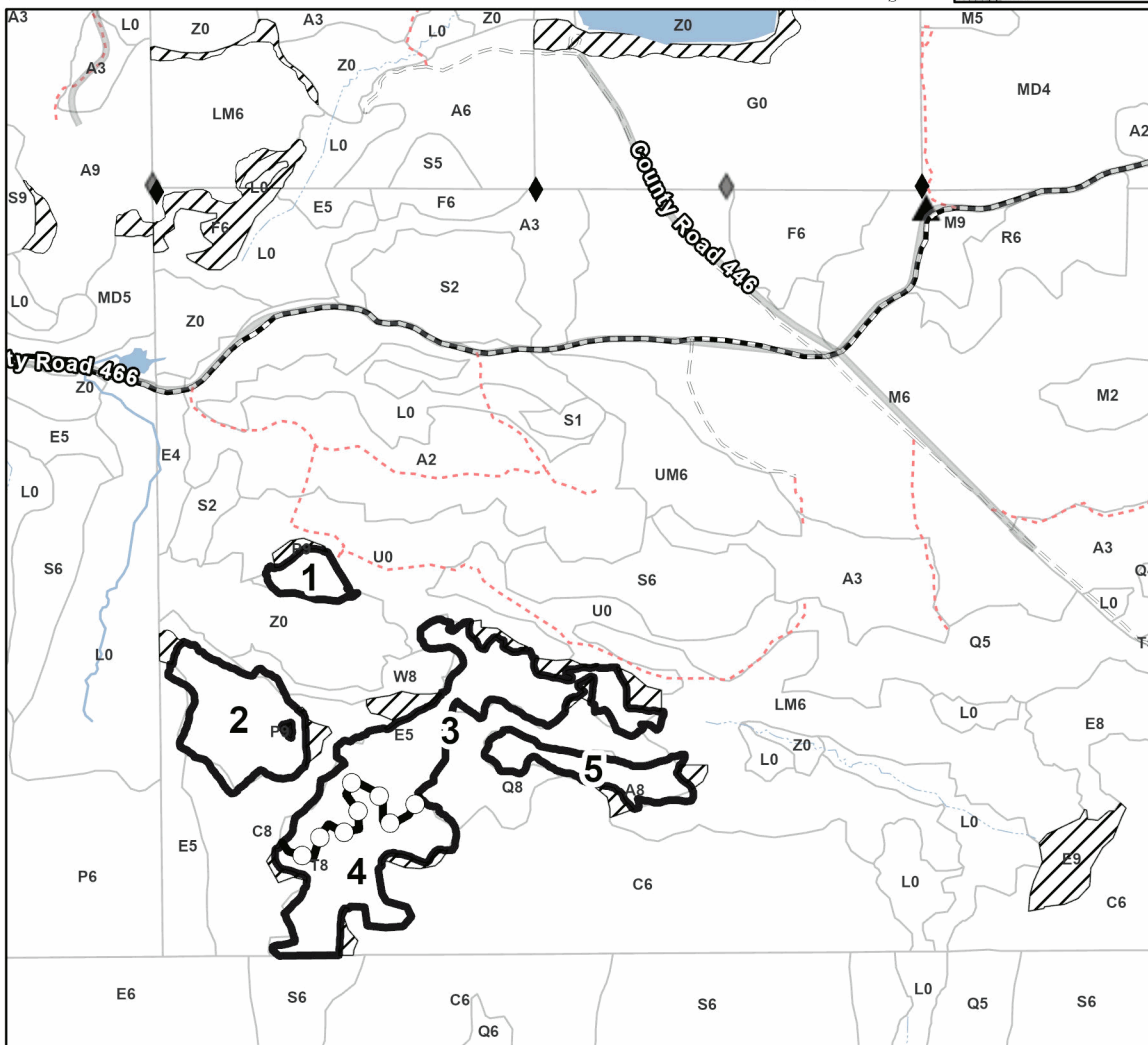 A3
L0
Z0
A3
L0
Z0
Z0
M5
A3
Z0
LM6
A6
G0
MD4
A2
L0
S5
A9
S9
L0
F6
E5
F6
A3
F6
M9
R6
L0
County Road 446
L0
MD5
S2
Z0
ty Road 466
Z0
M6
M2
L0
S1
E5
E4
A2
UM6
L0
S2
A3
U0
S6
S6
A3
Q
1
U0
L0
Z0
Q5
T
L0
W8
LM6
L0
E8
2
P9
E5
3
Z0
L0
5
Q8
A8
C8
L0
E5
T8
4
E9
P6
C6
L0
C6
E6
S6
C6
S6
L0
Q5
S6
Q6